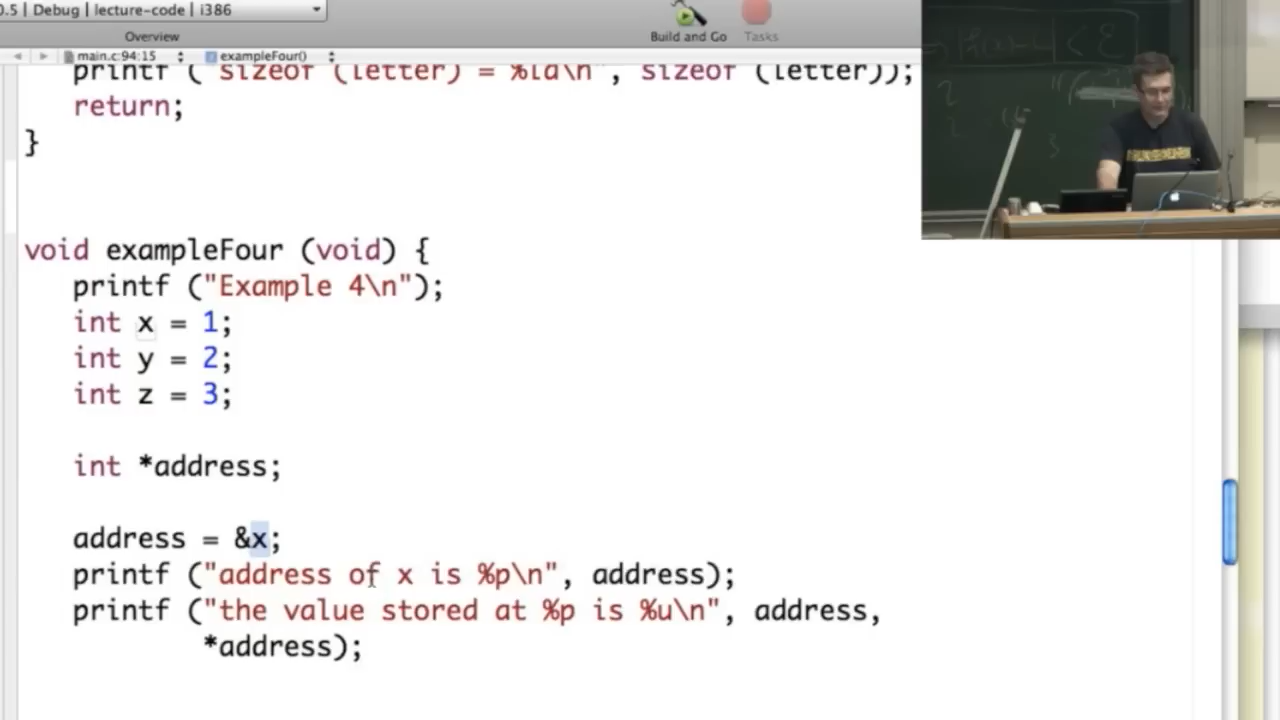 0.5 | Debug | lecture-code | i386
Overview
Build and Go
Tasks
main.c:94:15
exampleFour()
printf ("sizeof (letter) = %ld\n", sizeof (letter));
return;
}
void exampleFour (void) {
printf ("Example 4\n");
int x = 1;
int y = 2;
int z = 3;
int *address;
address = &x;
printf ("address of x is %p\n", address);
printf ("the value stored at %p is %u\n", address,
*address);